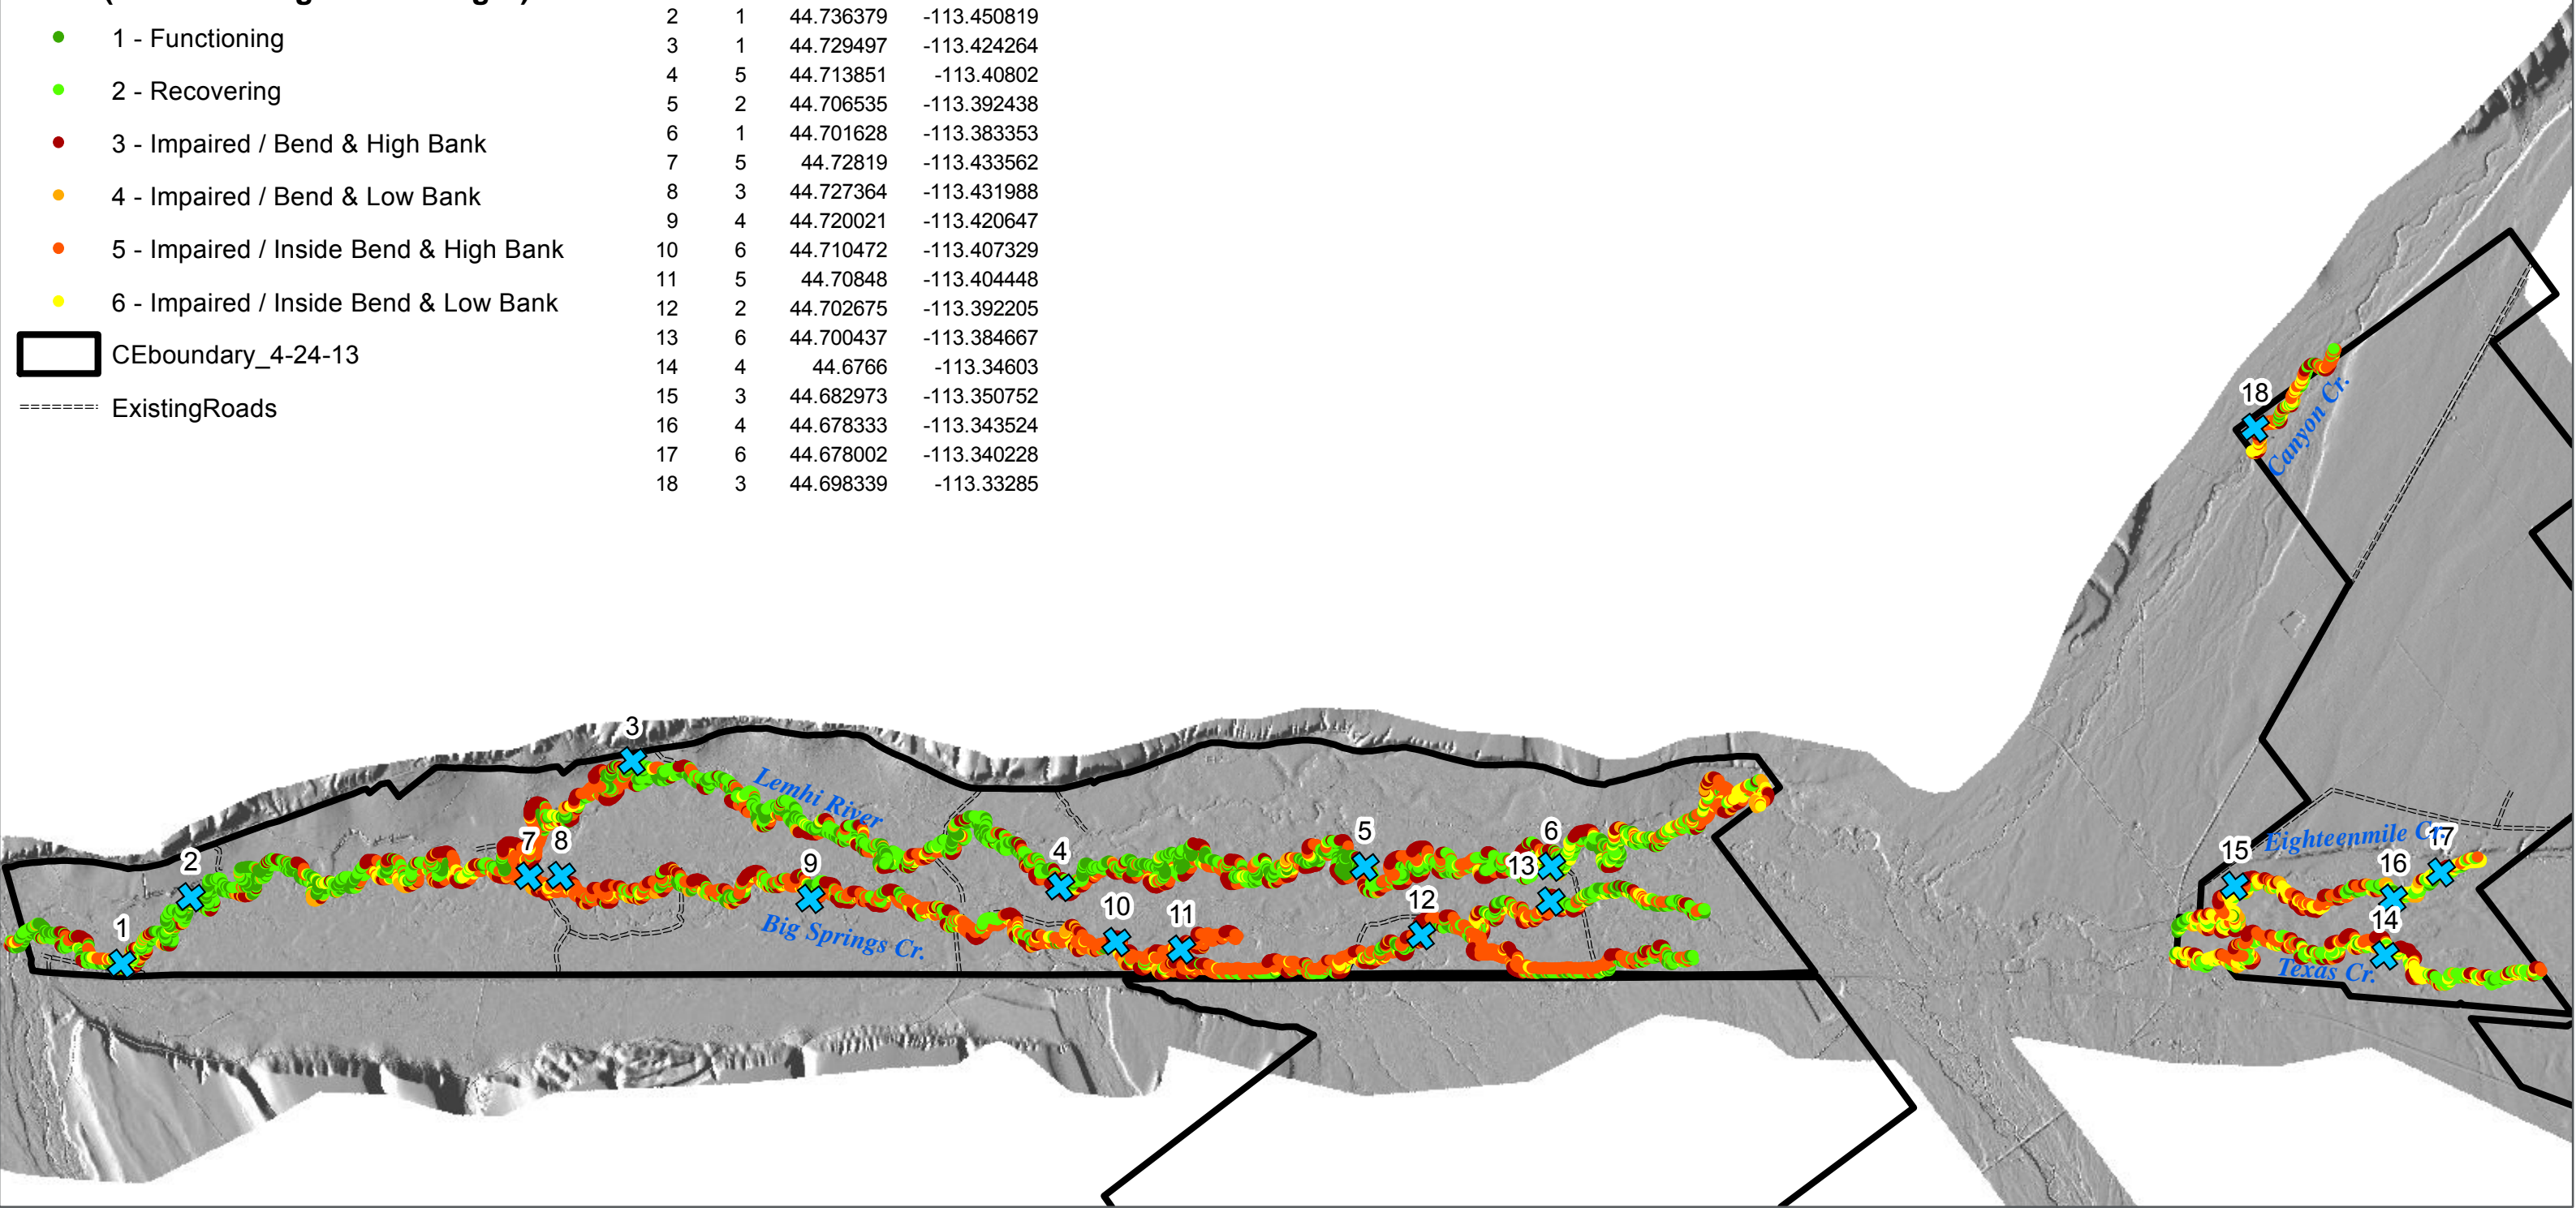 1 - Functioning
2 - Recovering
3 - Impaired / Bend & High Bank
4 - Impaired / Bend & Low Bank
5 - Impaired / Inside Bend & High Bank
6 - Impaired / Inside Bend & Low Bank
CEboundary_4-24-13
ExistingRoads
2 1 44.736379 -113.450819
3 1 44.729497 -113.424264
4 5 44.713851 -113.40802
5 2 44.706535 -113.392438
6 1 44.701628 -113.383353
7 5 44.72819 -113.433562
8 3 44.727364 -113.431988
9 4 44.720021 -113.420647
10 6 44.710472 -113.407329
11 5 44.70848 -113.404448
12 2 44.702675 -113.392205
13 6 44.700437 -113.384667
14 4 44.6766 -113.34603
15 3 44.682973 -113.350752
16 4 44.678333 -113.343524
17 6 44.678002 -113.340228
18 3 44.698339 -113.33285
18
Canyon Cr.
3
Lemhi River
2
7
8
9
4
5
6
13
1
10
11
12
Big Springs Cr.
Eighteenmile Cr.
15
16
17
14
Texas Cr.